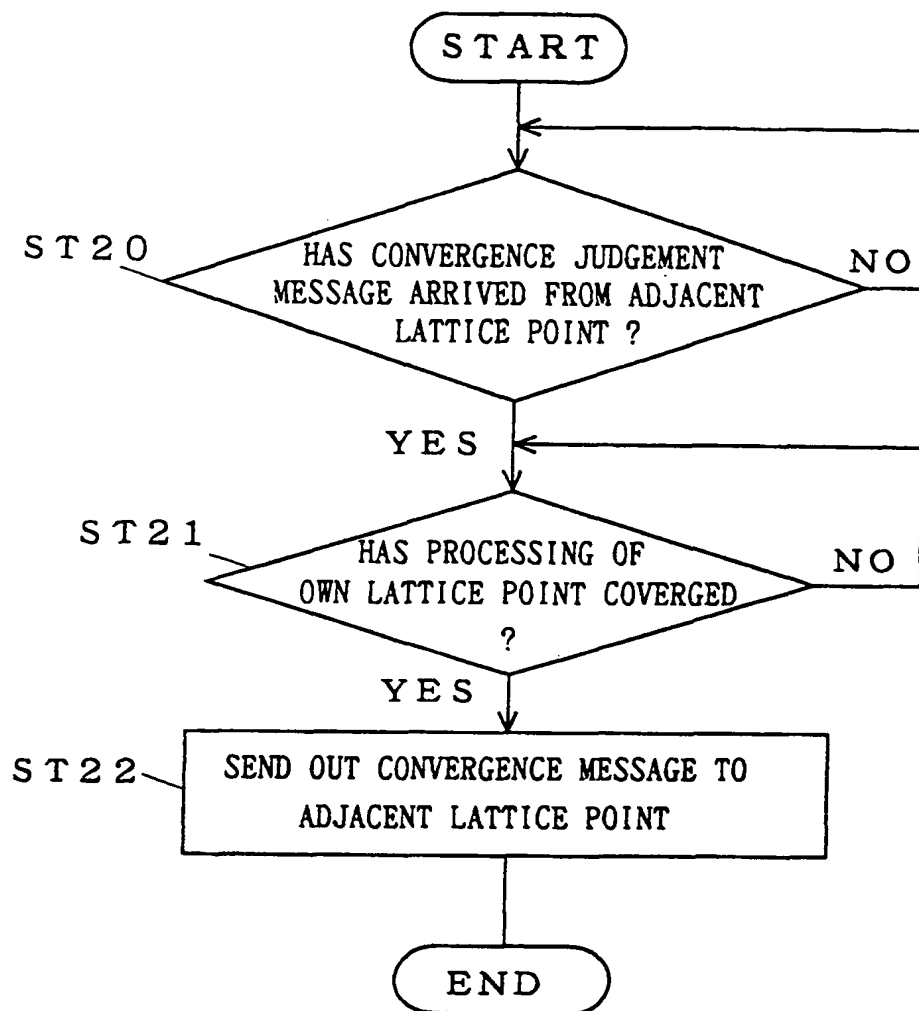 START
ST20
HAS CONVERGENCE JUDGEMENT
MESSAGE ARRIVED FROM ADJACENT
LATTICE POINT ?
NO
YES
ST21
HAS PROCESSING OF
OWN LATTICE POINT COVERGED
?
NO
YES
ST22
SEND OUT CONVERGENCE MESSAGE TO
ADJACENT LATTICE POINT
END